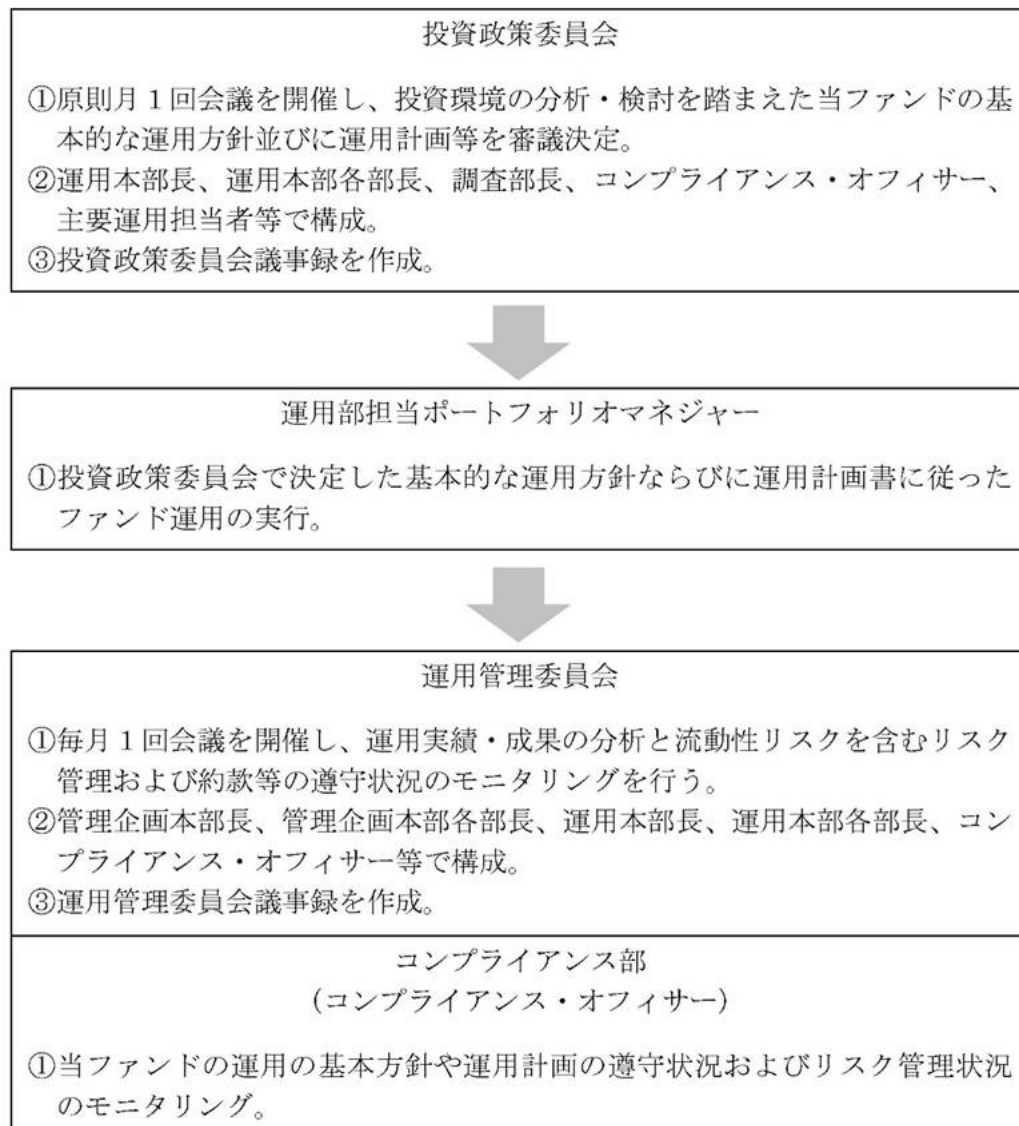 投資政策委員会
①原則月１回会議を開催し、投資環境の分析・検討を踏まえた当ファンドの基
本的な運用方針並びに運用計画等を審議決定。
②運用本部長、運用本部各部長、調査部長、コンプライアンス・オフィサー、
主要運用担当者等で構成。
③投資政策委員会議事録を作成。
運用部担当ポートフォリオマネジャー
①投資政策委員会で決定した基本的な運用方針ならびに運用計画書に従った
ファンド運用の実行。
運用管理委員会
①毎月１回会議を開催し、運用実績・成果の分析と流動性リスクを含むリスク
管理および約款等の遵守状況のモニタリングを行う。
②管理企画本部長、管理企画本部各部長、運用本部長、運用本部各部長、コン
プライアンス・オフィサー等で構成。
③運用管理委員会議事録を作成。
コンプライアンス部
（コンプライアンス・オフィサー）
①当ファンドの運用の基本方針や運用計画の遵守状況およびリスク管理状況
のモニタリング。